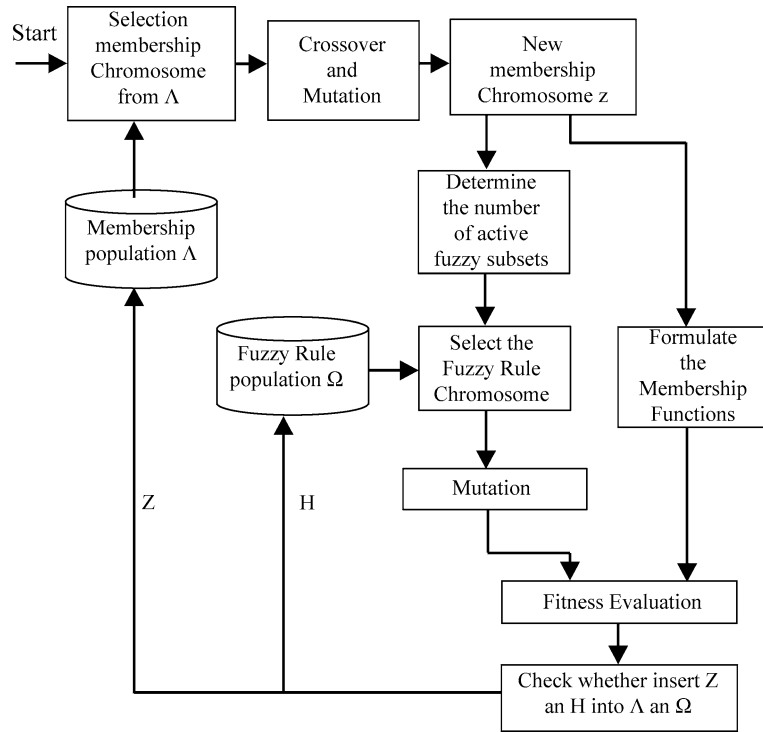 Start
Selection
membership
Chromosome
from Λ
Crossover
and
Mutation
New
membership
Chromosome z
Determine
the number
of active
fuzzy subsets
Membership
population Λ
Fuzzy Rule
population Ω
Select the
Fuzzy Rule
Chromosome
Formulate
the
Membership
Functions
Mutation
Z
H
Fitness Evaluation
Check whether insert Z
an H into Λ an Ω